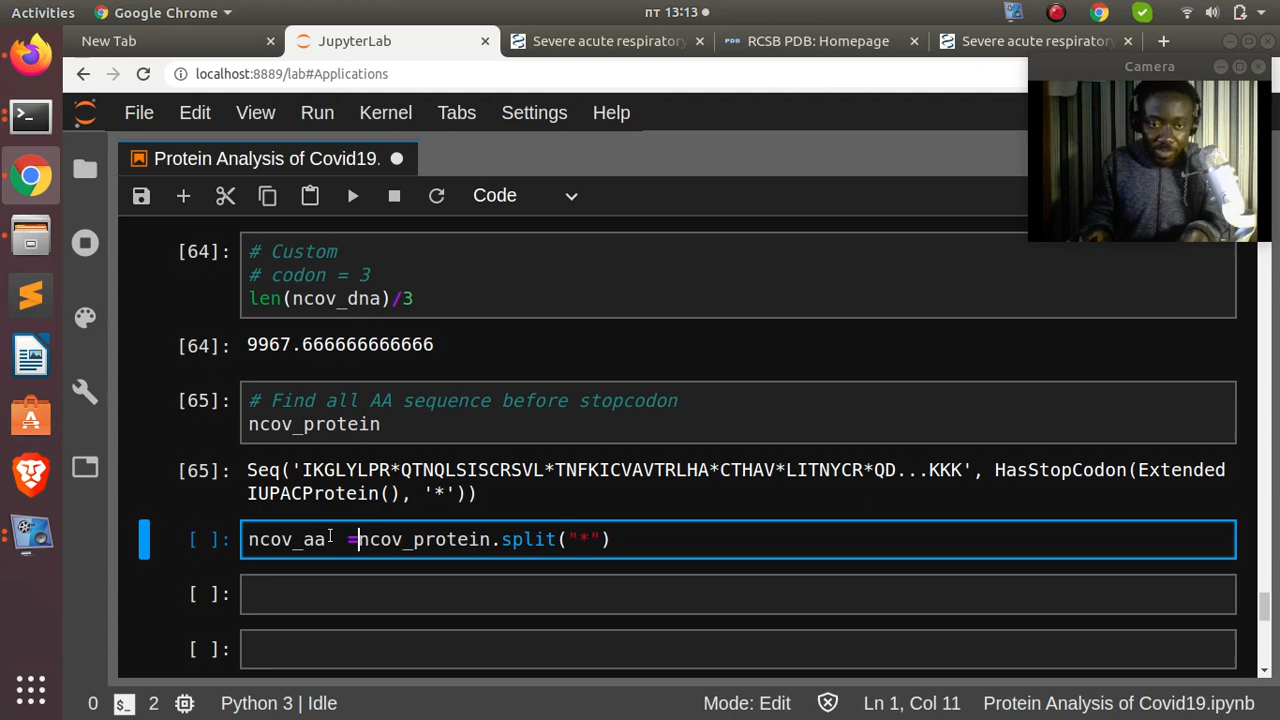 Activities
Google Chrome
пт 13:13
New Tab
JupyterLab
Severe acute respiratory
RCSB PDB: Homepage
Severe acute respiratory
localhost:8889/lab#Applications
Camera
File Edit View Run Kernel Tabs Settings Help
Protein Analysis of Covid19.
Code
[64]:
# Custom
# codon = 3
len(ncov_dna)/3
[64]:
9967.666666666666
[65]:
# Find all AA sequence before stopcodon
ncov_protein
[65]:
Seq('IKGLYLPR*QTNQLSISCRSVL*TNFKICVAVTRLHA*CTHAV*LITNYCR*QD...KKK', HasStopCodon(Extended
IUPACProtein(), '*'))
[ ]:
ncov_aa =ncov_protein.split("*")
[ ]:
[ ]:
0 2 Python 3 | Idle Mode: Edit Ln 1, Col 11 Protein Analysis of Covid19.ipynb